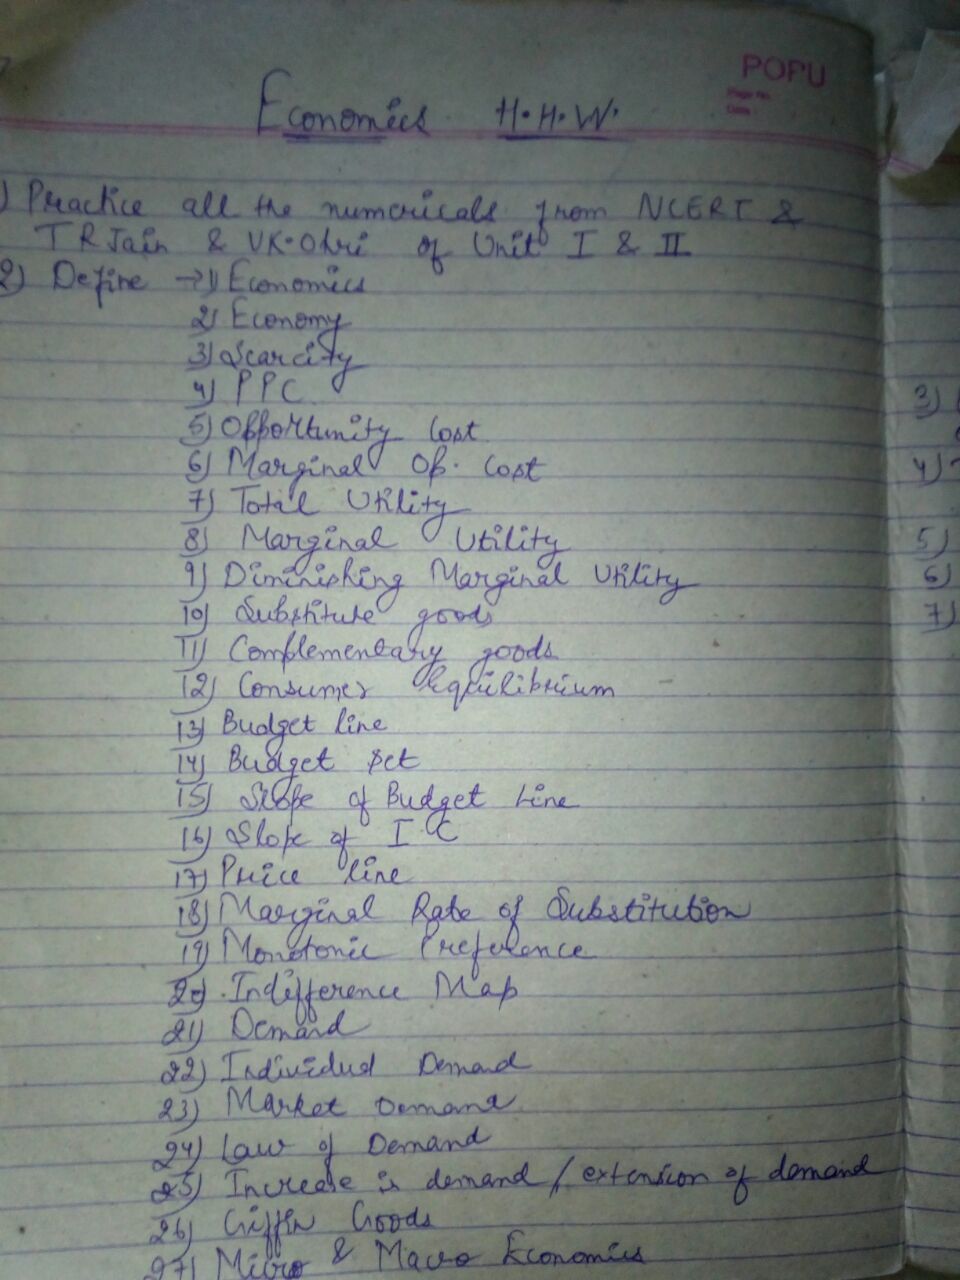 POPU
Page No.
Date
Economics H.H.W.
1) Practice all the numericals from NCERT &
T R Jain & VK.Ohri of Unit I & II
2) Define → 1) Economics
2) Economy
3) Scarcity
4) PPC
5) Opportunity Cost
6) Marginal Op. Cost
7) Total Utility
8) Marginal Utility
9) Diminishing Marginal Utility
10) Substitute goods
11) Complementary goods
12) Consumer Equilibrium
13) Budget line
14) Budget Set
15) Slope of Budget Line
16) Slope of I C
17) Price line
18) Marginal Rate of Substitution
19) Monotonic Preference
20) Indifference Map
21) Demand
22) Individud Demand
23) Market Demand
24) Law of Demand
25) Increase is demand / extension of demand
26) Giffin Goods
27) Micro & Macro Economics
3)
4)
5)
6)
7)